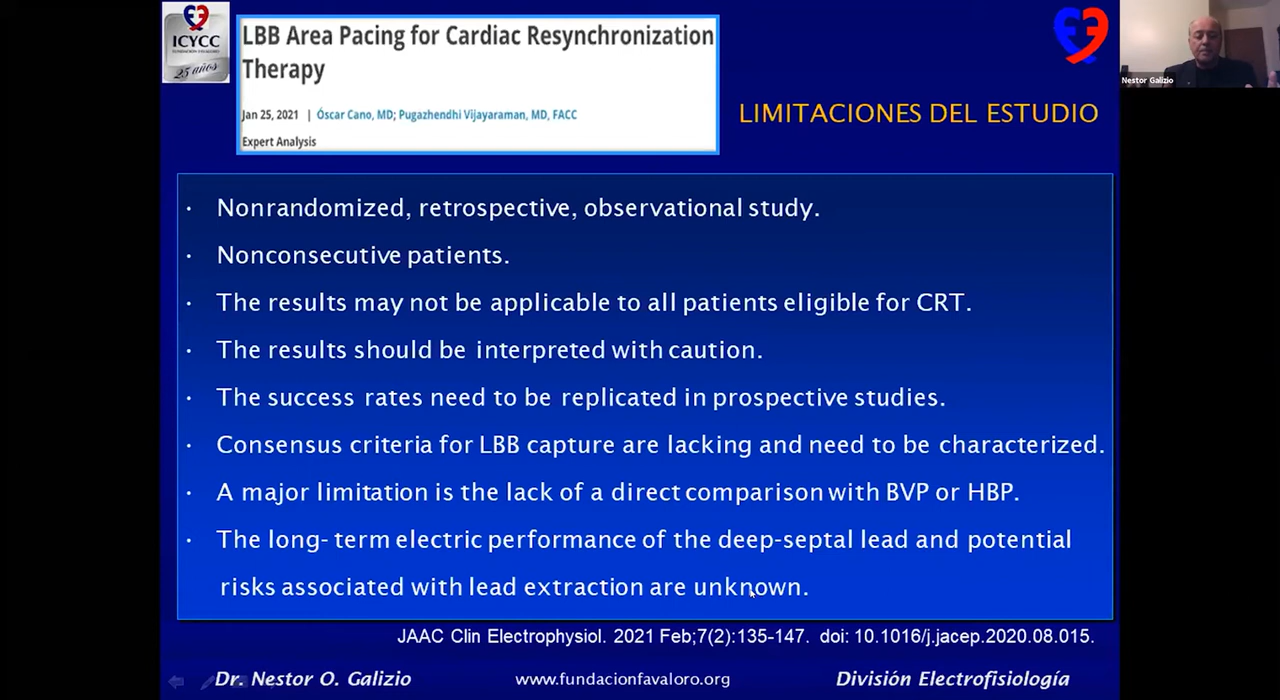 ICYCC
FUNDACION FAVALORO
25 años
LBB Area Pacing for Cardiac Resynchronization
Therapy
Jan 25, 2021 | Óscar Cano, MD; Pugazhendhi Vijayaraman, MD, FACC
Expert Analysis
LIMITACIONES DEL ESTUDIO
Nestor Galizio
· Nonrandomized, retrospective, observational study.
· Nonconsecutive patients.
· The results may not be applicable to all patients eligible for CRT.
· The results should be interpreted with caution.
· The success rates need to be replicated in prospective studies.
· Consensus criteria for LBB capture are lacking and need to be characterized.
· A major limitation is the lack of a direct comparison with BVP or HBP.
· The long- term electric performance of the deep-septal lead and potential
risks associated with lead extraction are unknown.
JAAC Clin Electrophysiol. 2021 Feb;7(2):135-147. doi: 10.1016/j.jacep.2020.08.015.
Dr. Nestor O. Galizio
www.fundacionfavaloro.org
División Electrofisiología